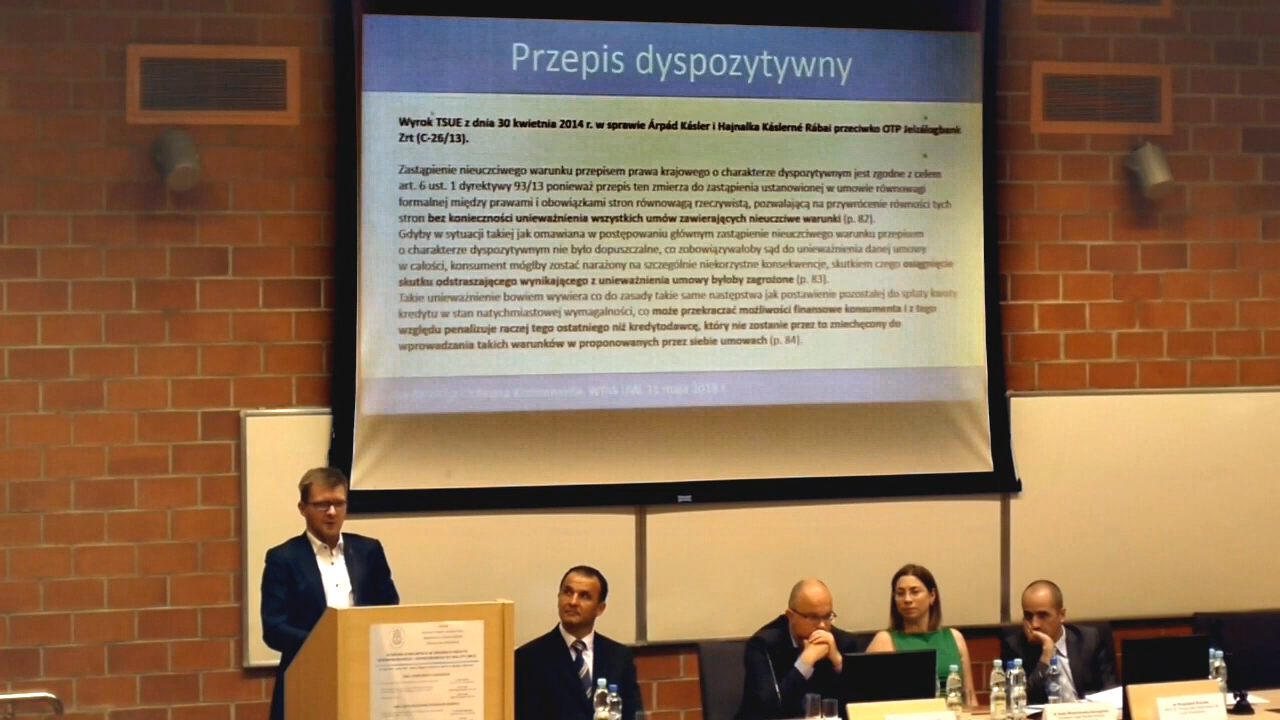 Przepis dyspozytywny
Wyrok TSUE z dnia 30 kwietnia 2014 r. w sprawie Árpád Kásler i Hajnalka Káslerné Rábai przeciwko OTP Jelzálogbank
Zrt (C-26/13).
Zastąpienie nieuczciwego warunku przepisem prawa krajowego o charakterze dyspozytywnym jest zgodne z celem
art. 6 ust. 1 dyrektywy 93/13 ponieważ przepis ten zmierza do zastąpienia ustanowionej w umowie równowagi
formalnej między prawami i obowiązkami stron równowagą rzeczywistą, pozwalającą na przywrócenie równości tych
stron bez konieczności unieważnienia wszystkich umów zawierających nieuczciwe warunki (p. 82).
Gdyby w sytuacji takiej jak omawiana w postępowaniu głównym zastąpienie nieuczciwego warunku przepisem
o charakterze dyspozytywnym nie było dopuszczalne, co zobowiązywałoby sąd do unieważnienia danej umowy
w całości, konsument mógłby zostać narażony na szczególnie niekorzystne konsekwencje, skutkiem czego osiągnięcie
skutku odstraszającego wynikającego z unieważnienia umowy byłoby zagrożone (p. 83).
Takie unieważnienie bowiem wywiera co do zasady takie same następstwa jak postawienie pozostałej do spłaty kwoty
kredytu w stan natychmiastowej wymagalności, co może przekraczać możliwości finansowe konsumenta i z tego
względu penalizuje raczej tego ostatniego niż kredytodawcę, który nie zostanie przez to zniechęcony do
wprowadzania takich warunków w proponowanych przez siebie umowach (p. 84).